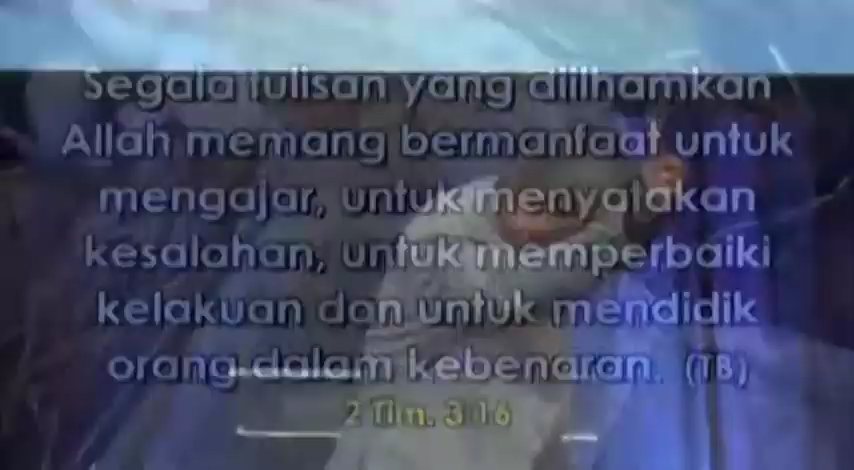 Segala tulisan yang diilhamkan
Allah memang bermanfaat untuk
mengajar, untuk menyatakan
kesalahan, untuk memperbaiki
kelakuan dan untuk mendidik
orang dalam kebenaran. (TB)
2 Tim. 3:16